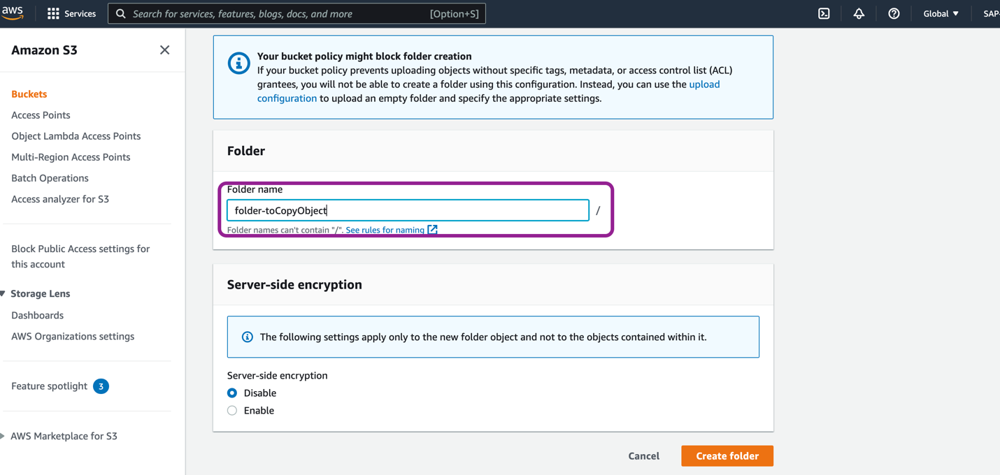 aws
Services
Search for services, features, blogs, docs, and more
[Option+S]
Global
SAP-
Amazon S3
Buckets
Access Points
Object Lambda Access Points
Multi-Region Access Points
Batch Operations
Access analyzer for S3
Block Public Access settings for
this account
Storage Lens
Dashboards
AWS Organizations settings
Feature spotlight 3
AWS Marketplace for S3
Your bucket policy might block folder creation
If your bucket policy prevents uploading objects without specific tags, metadata, or access control list (ACL)
grantees, you will not be able to create a folder using this configuration. Instead, you can use the upload
configuration to upload an empty folder and specify the appropriate settings.
Folder
Folder name
folder-toCopyObject /
Folder names can't contain "/". See rules for naming
Server-side encryption
The following settings apply only to the new folder object and not to the objects contained within it.
Server-side encryption
Disable
Enable
Cancel
Create folder